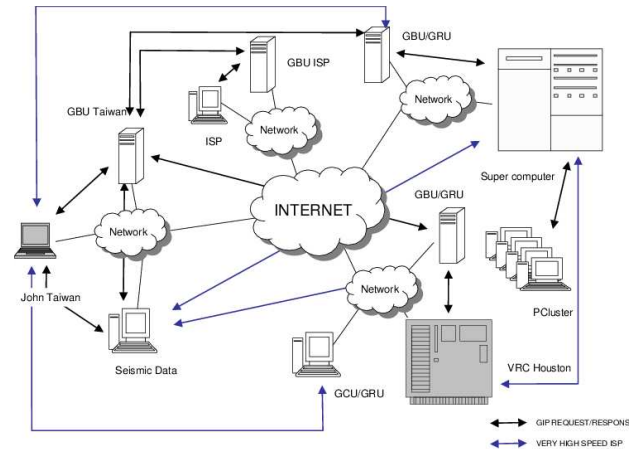 GBU/GRU
GBU ISP
GBU Taiwan
ISP
Network
Network
Super computer
INTERNET
GBU/GRU
Network
PCluster
Network
John Taiwan
Seismic Data
GCU/GRU
VRC Houston
GIP REQUEST/RESPONS
VERY HIGH SPEED ISP